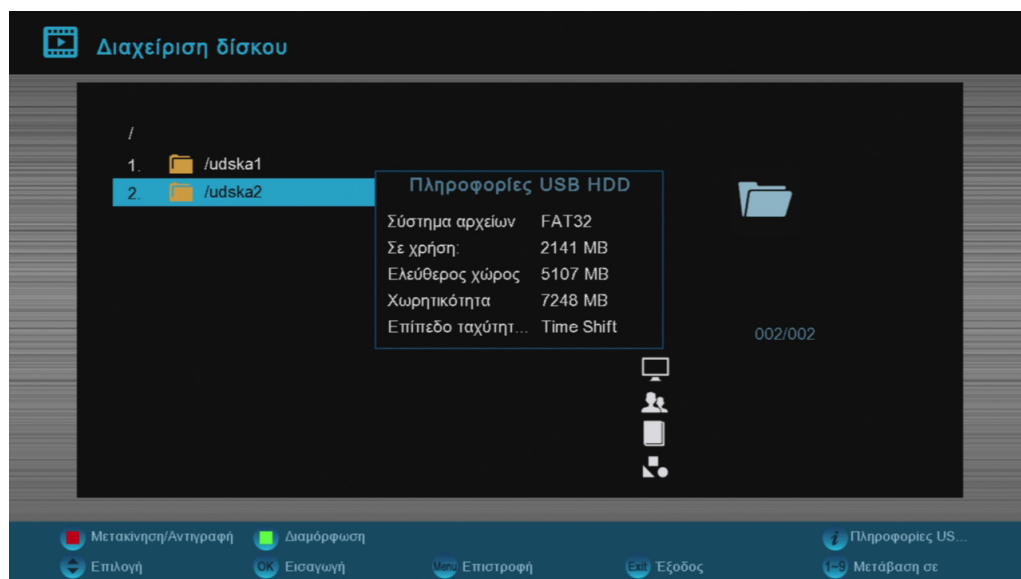 Διαχείριση δίσκου
/
1. /udska1
2. /udska2
Πληροφορίες USB HDD
Σύστημα αρχείων FAT32
Σε χρήση: 2141 MB
Ελεύθερος χώρος 5107 MB
Χωρητικότητα 7248 MB
Επίπεδο ταχύτητ... Time Shift
002/002
Μετακίνηση/Αντιγραφή Διαμόρφωση i Πληροφορίες US...
Επιλογή OK Εισαγωγή Menu Επιστροφή Exit Έξοδος 1~9 Μετάβαση σε